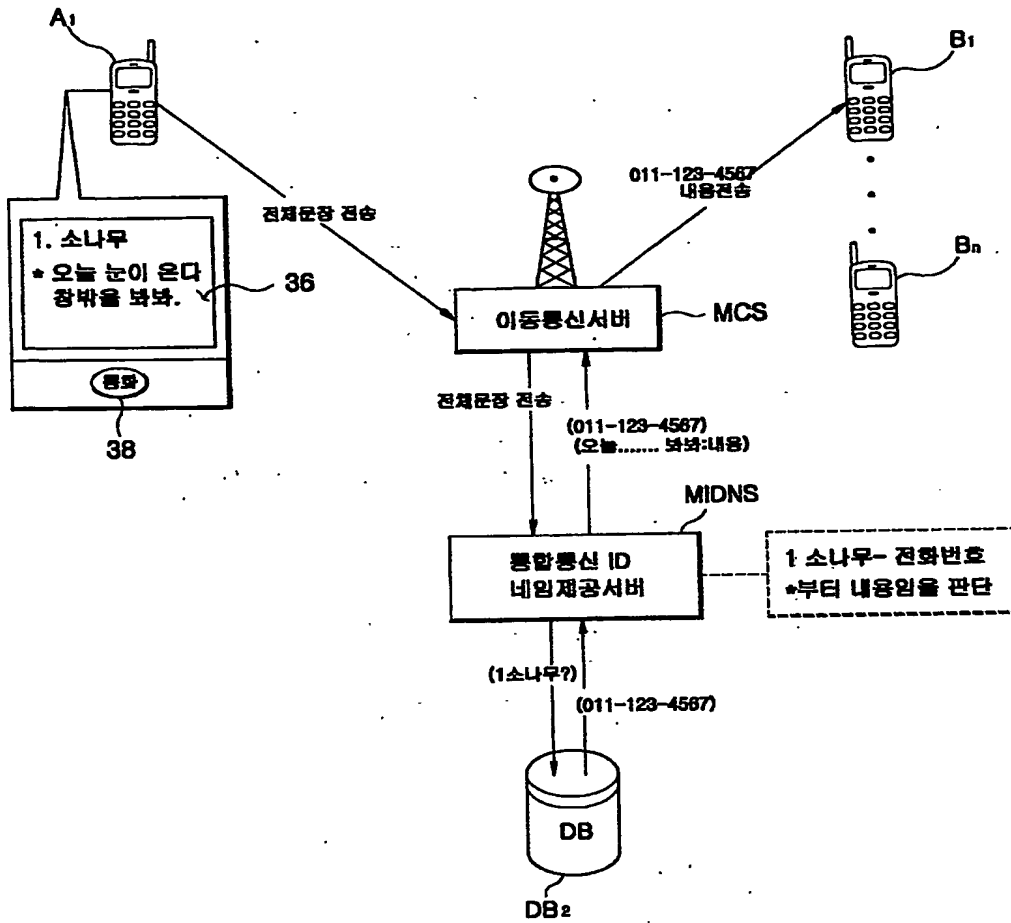 A1
B1
011-123-4567
내용전송
전체문장 전송
1. 소나무
* 오늘 눈이 온다
창밖을 봐봐.
36
Bn
이동통신서버
MCS
통화
38
전체문장 전송
(011-123-4567)
(오늘....... 봐봐:내용)
MIDNS
통합통신 ID
네임제공서버
1 소나무- 전화번호
*부터 내용임을 판단
(1소나무?)
(011-123-4567)
DB
DB2